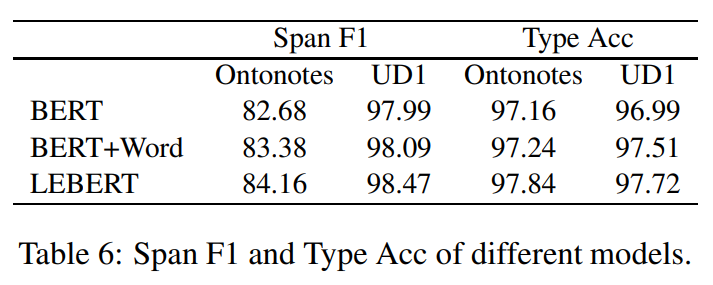 Span F1 Type Acc
Ontonotes UD1 Ontonotes UD1
BERT 82.68 97.99 97.16 96.99
BERT+Word 83.38 98.09 97.24 97.51
LEBERT 84.16 98.47 97.84 97.72
Table 6: Span F1 and Type Acc of different models.